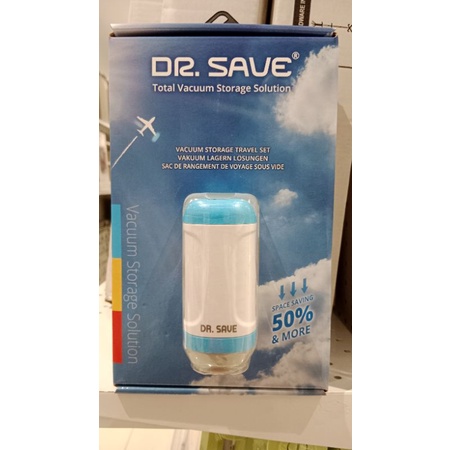 DR. SAVE®
Total Vacuum Storage Solution
VACUUM STORAGE TRAVEL SET
VAKUUM LAGERN LÖSUNGEN
SAC DE RANGEMENT DE VOYAGE SOUS VIDE
Vacuum Storage Solution
DR. SAVE
SPACE SAVING
50%
& MORE